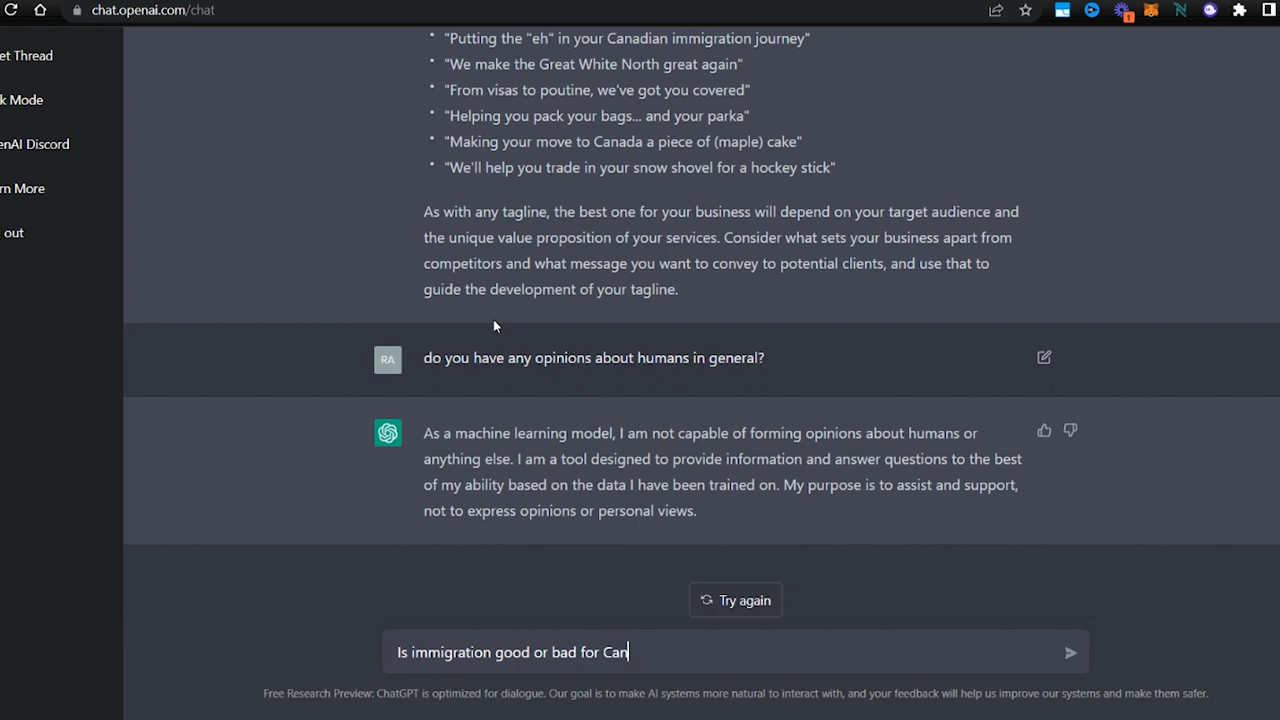 chat.openai.com/chat
et Thread
k Mode
enAI Discord
rn More
out
• "Putting the "eh" in your Canadian immigration journey"
• "We make the Great White North great again"
• "From visas to poutine, we've got you covered"
• "Helping you pack your bags... and your parka"
• "Making your move to Canada a piece of (maple) cake"
• "We'll help you trade in your snow shovel for a hockey stick"
As with any tagline, the best one for your business will depend on your target audience and
the unique value proposition of your services. Consider what sets your business apart from
competitors and what message you want to convey to potential clients, and use that to
guide the development of your tagline.
RA
do you have any opinions about humans in general?
As a machine learning model, I am not capable of forming opinions about humans or
anything else. I am a tool designed to provide information and answer questions to the best
of my ability based on the data I have been trained on. My purpose is to assist and support,
not to express opinions or personal views.
Try again
Is immigration good or bad for Can
Free Research Preview: ChatGPT is optimized for dialogue. Our goal is to make AI systems more natural to interact with, and your feedback will help us improve our systems and make them safer.